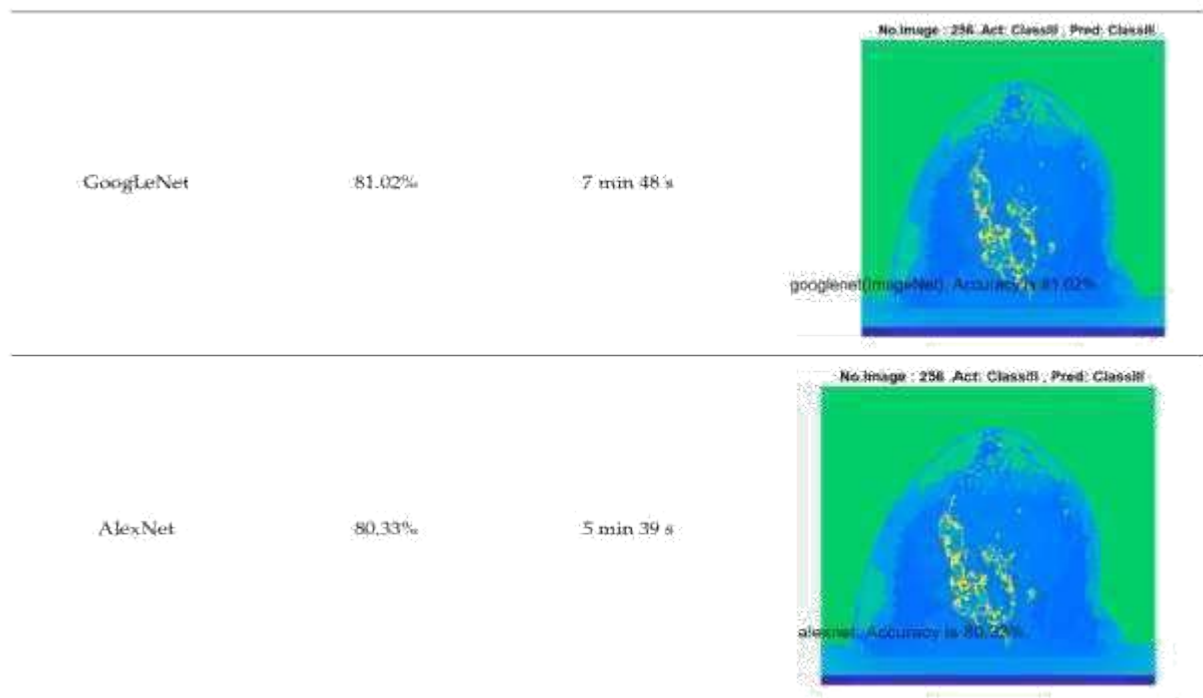 No.Image : 256 Act: ClassIII , Pred: ClassIII
GoogLeNet 81.02% 7 min 48 s
googlenet(ImageNet). Accuracy is 81.02%
No.Image : 256 Act: ClassIII , Pred: ClassIII
AlexNet 80.33% 5 min 39 s
alexnet. Accuracy is 80.33%